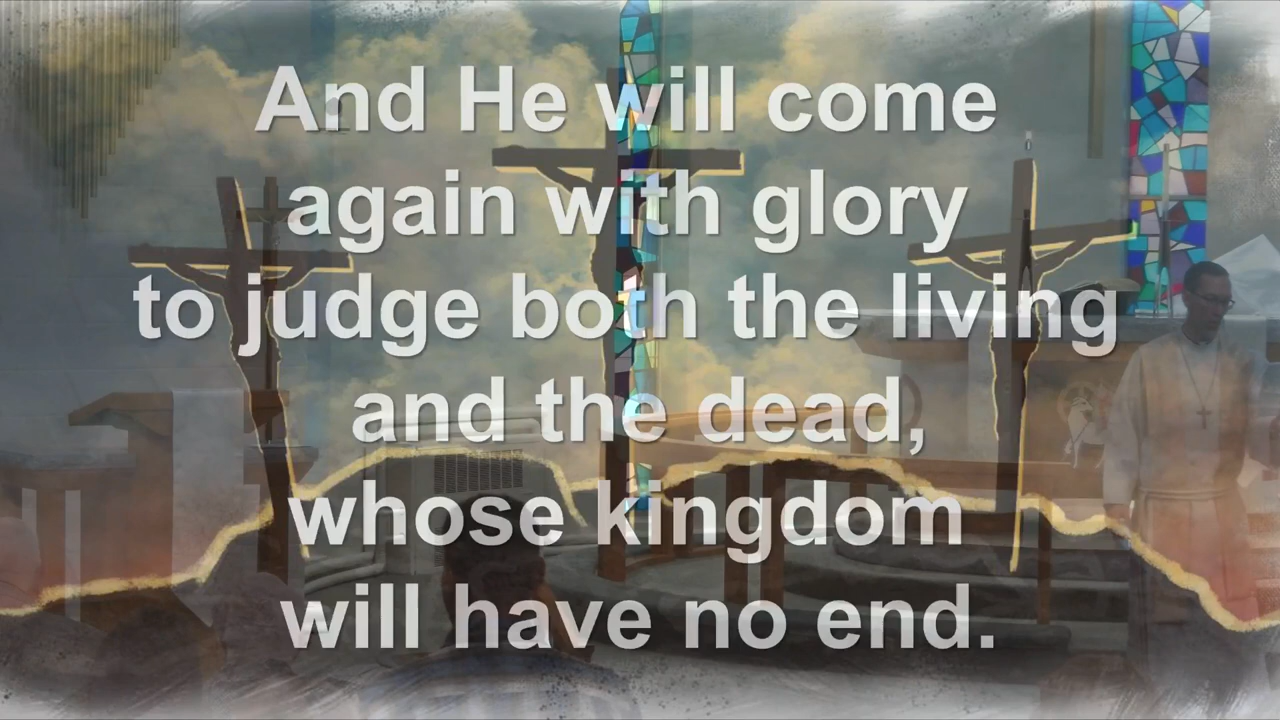 And He will come
again with glory
to judge both the living
and the dead,
whose kingdom
will have no end.